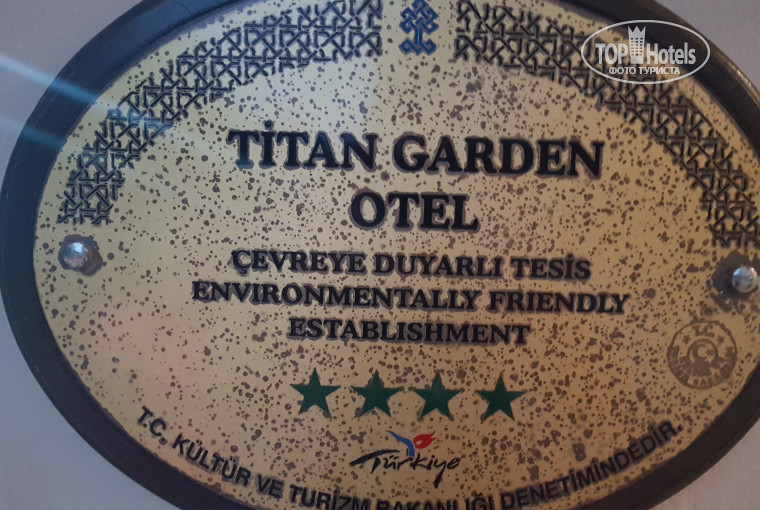 TOP Hotels
ФОТО ТУРИСТА
TİTAN GARDEN
OTEL
ÇEVREYE DUYARLI TESİS
ENVIRONMENTALLY FRIENDLY
ESTABLISHMENT
Türkiye
T.C. KÜLTÜR VE TURİZM BAKANLIĞI DENETİMİNDEDİR.